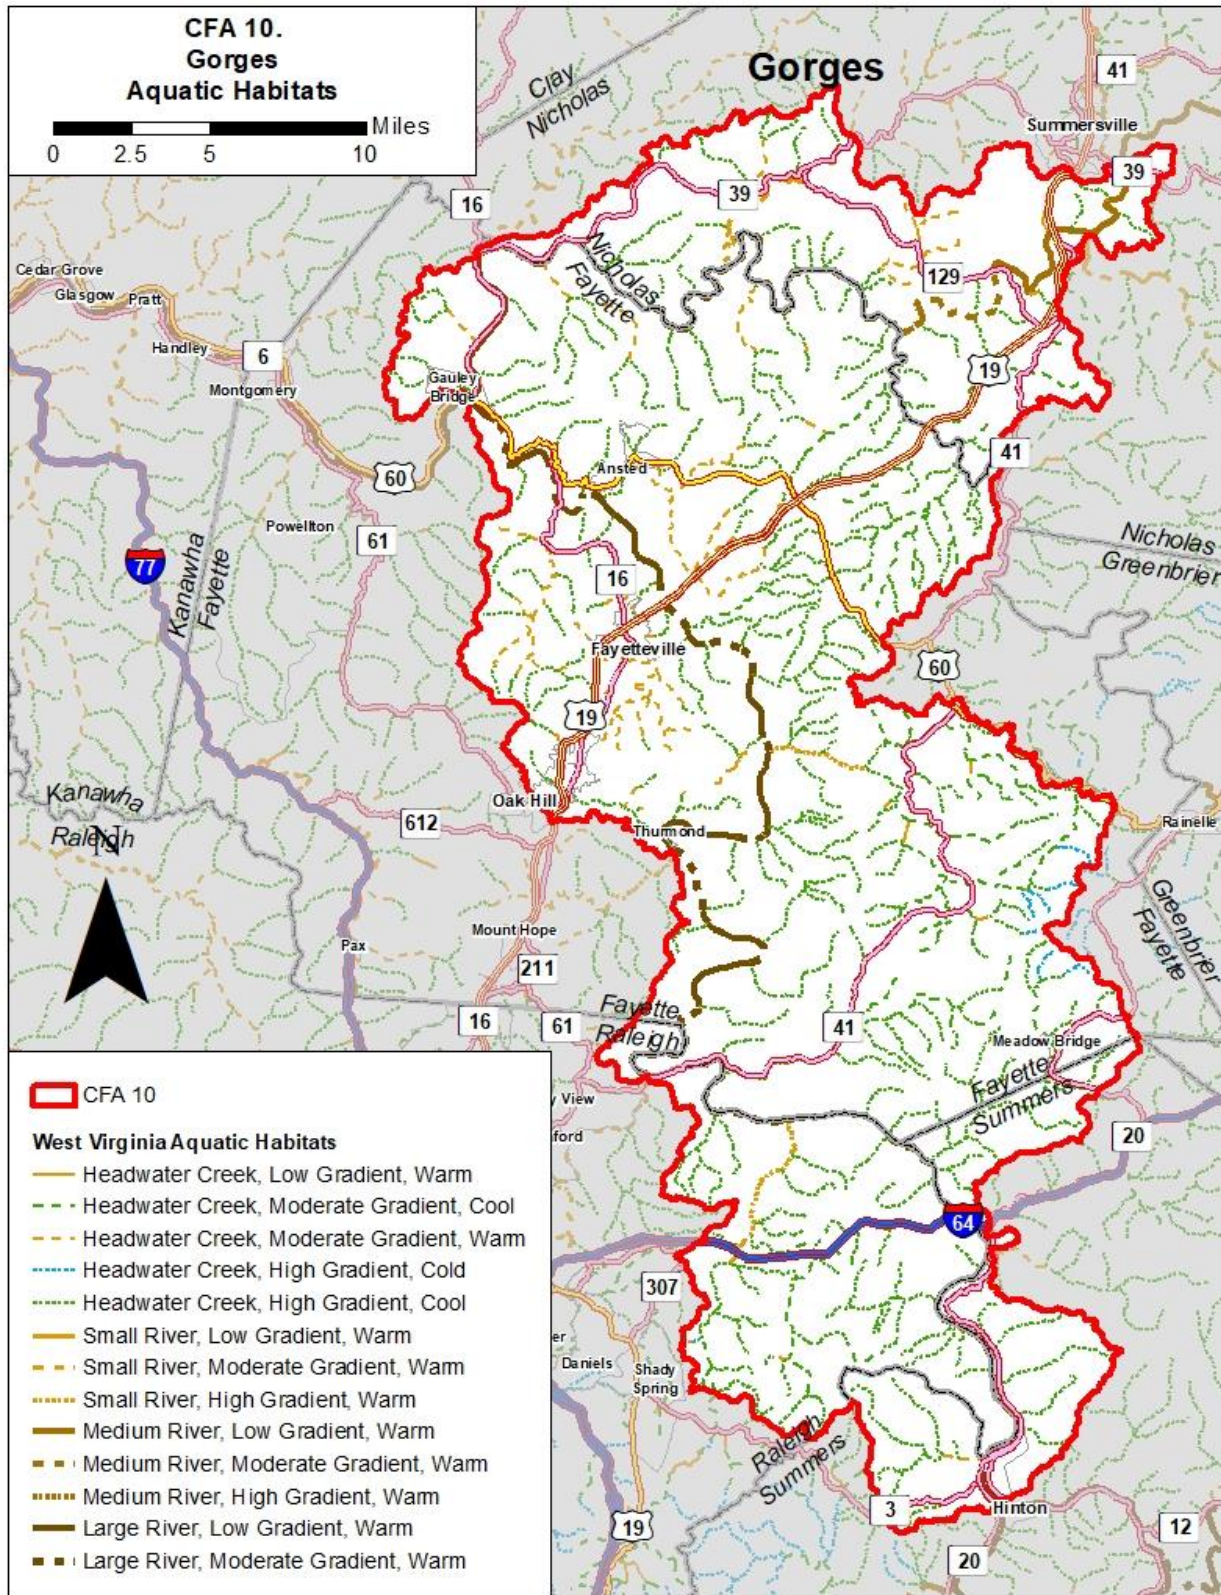 CFA 10.
Gorges
Aquatic Habitats
Miles
0 2.5 5 10
Gorges
Clay
Nicholas
41
Summersville
39
16
39
Nicholas
Fayette
129
Cedar Grove
Glasgow
Pratt
Handley
6
Montgomery
Gauley
Bridge
19
41
60
Ansted
Powellton
61
Nicholas
Greenbrier
77
Kanawha
Fayette
16
Fayetteville
60
19
Kanawha
Raleigh
N
Oak Hill
612
Thurmond
Rainelle
Greenbrier
Fayette
Mount Hope
Pax
211
16
61
Fayette
Raleigh
41
Meadow Bridge
Fayette
Summers
y View
aford
20
64
307
er
Daniels
Shady
Spring
Raleigh
Summers
3
Hinton
19
20
12
CFA 10
West Virginia Aquatic Habitats
Headwater Creek, Low Gradient, Warm
Headwater Creek, Moderate Gradient, Cool
Headwater Creek, Moderate Gradient, Warm
Headwater Creek, High Gradient, Cold
Headwater Creek, High Gradient, Cool
Small River, Low Gradient, Warm
Small River, Moderate Gradient, Warm
Small River, High Gradient, Warm
Medium River, Low Gradient, Warm
Medium River, Moderate Gradient, Warm
Medium River, High Gradient, Warm
Large River, Low Gradient, Warm
Large River, Moderate Gradient, Warm